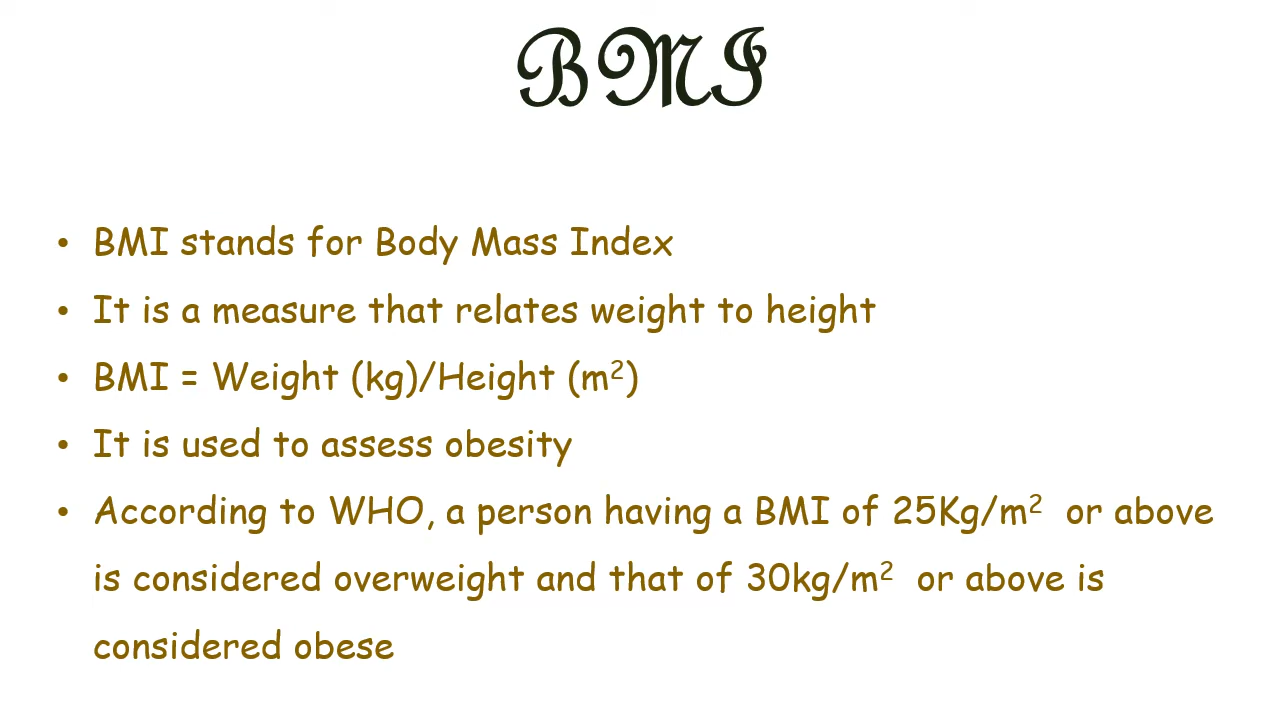 BMI
• BMI stands for Body Mass Index
• It is a measure that relates weight to height
• BMI = Weight (kg)/Height (m²)
• It is used to assess obesity
• According to WHO, a person having a BMI of 25Kg/m² or above
is considered overweight and that of 30kg/m² or above is
considered obese